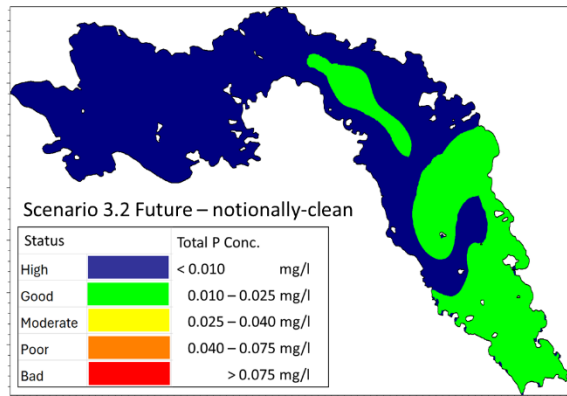 Scenario 3.2 Future – notionally-clean
Status Total P Conc.
High < 0.010 mg/l
Good 0.010 – 0.025 mg/l
Moderate 0.025 – 0.040 mg/l
Poor 0.040 – 0.075 mg/l
Bad > 0.075 mg/l